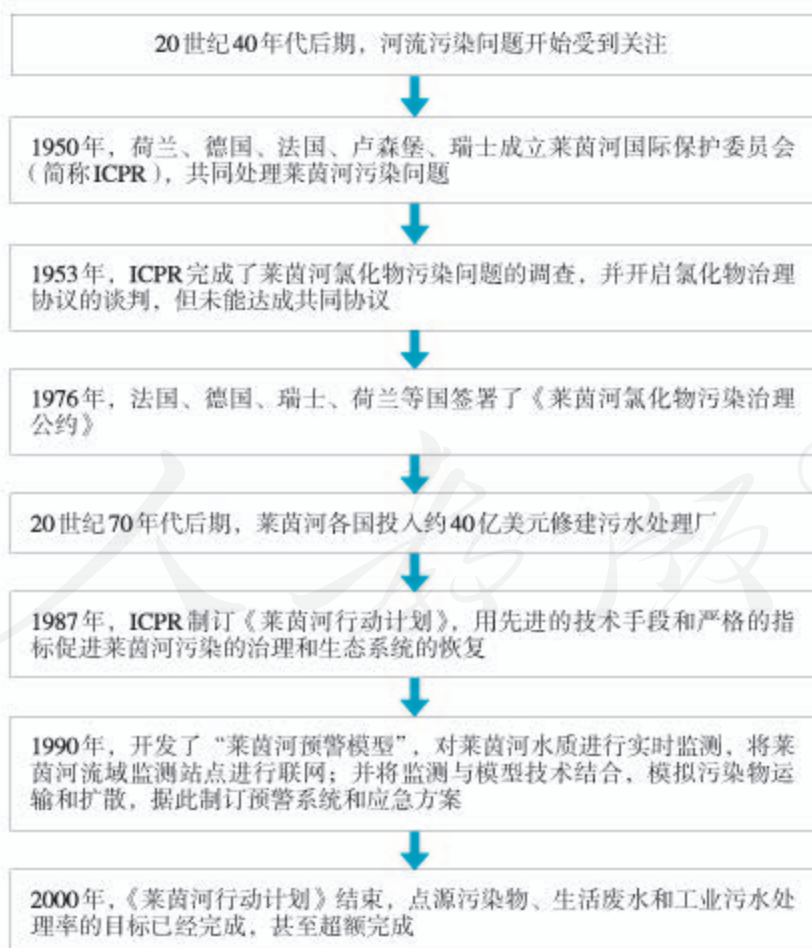 20世纪40年代后期，河流污染问题开始受到关注
1950年，荷兰、德国、法国、卢森堡、瑞士成立莱茵河国际保护委员会
（简称ICPR），共同处理莱茵河污染问题
1953年，ICPR完成了莱茵河氯化物污染问题的调查，并开启氯化物治理
协议的谈判，但未能达成共同协议
1976年，法国、德国、瑞士、荷兰等国签署了《莱茵河氯化物污染治理
公约》
20世纪70年代后期，莱茵河各国投入约40亿美元修建污水处理厂
1987年，ICPR制订《莱茵河行动计划》，用先进的技术手段和严格的指
标促进莱茵河污染的治理和生态系统的恢复
1990年，开发了“莱茵河预警模型”，对莱茵河水质进行实时监测，将莱
茵河流域监测站点进行联网；并将监测与模型技术结合，模拟污染物运
输和扩散，据此制订预警系统和应急方案
2000年，《莱茵河行动计划》结束，点源污染物、生活废水和工业污水处
理率的目标已经完成，甚至超额完成
人教版